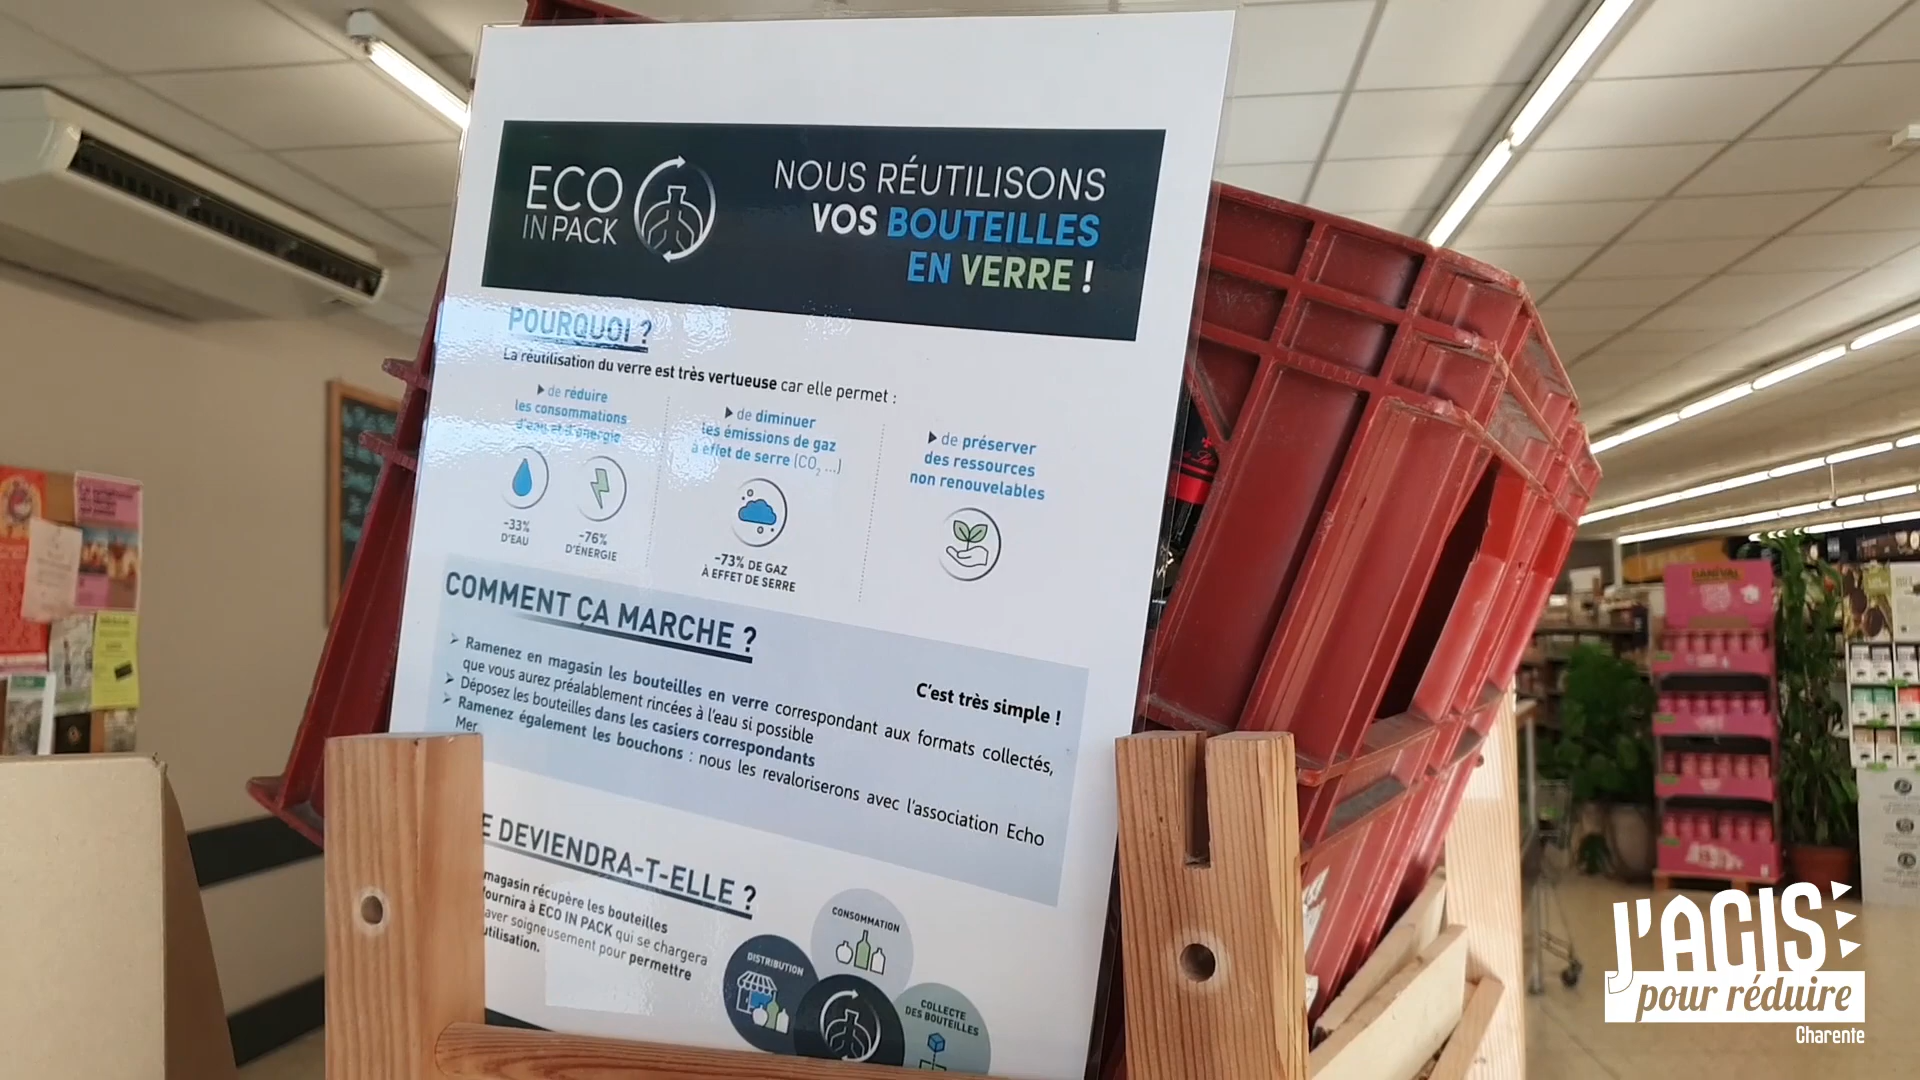 ECO
IN PACK
NOUS RÉUTILISONS
VOS BOUTEILLES
EN VERRE !
POURQUOI ?
La réutilisation du verre est très vertueuse car elle permet :
de réduire
les consommations
d'eau et d'énergie
-33%
D'EAU
-76%
D'ÉNERGIE
de diminuer
les émissions de gaz
à effet de serre (CO2 ...)
-73% DE GAZ
À EFFET DE SERRE
de préserver
des ressources
non renouvelables
COMMENT ÇA MARCHE ?
C'est très simple !
Ramenez en magasin les bouteilles en verre correspondant aux formats collectés,
que vous aurez préalablement rincées à l'eau si possible
Déposez les bouteilles dans les casiers correspondants
Ramenez également les bouchons : nous les revaloriserons avec l'association Echo
Mer
E DEVIENDRA-T-ELLE ?
magasin récupère les bouteilles
fournira à ECO IN PACK qui se chargera
laver soigneusement pour permettre
utilisation.
CONSOMMATION
DISTRIBUTION
COLLECTE
DES BOUTEILLES
DANIVAL
J'AGIS
pour réduire
Charente